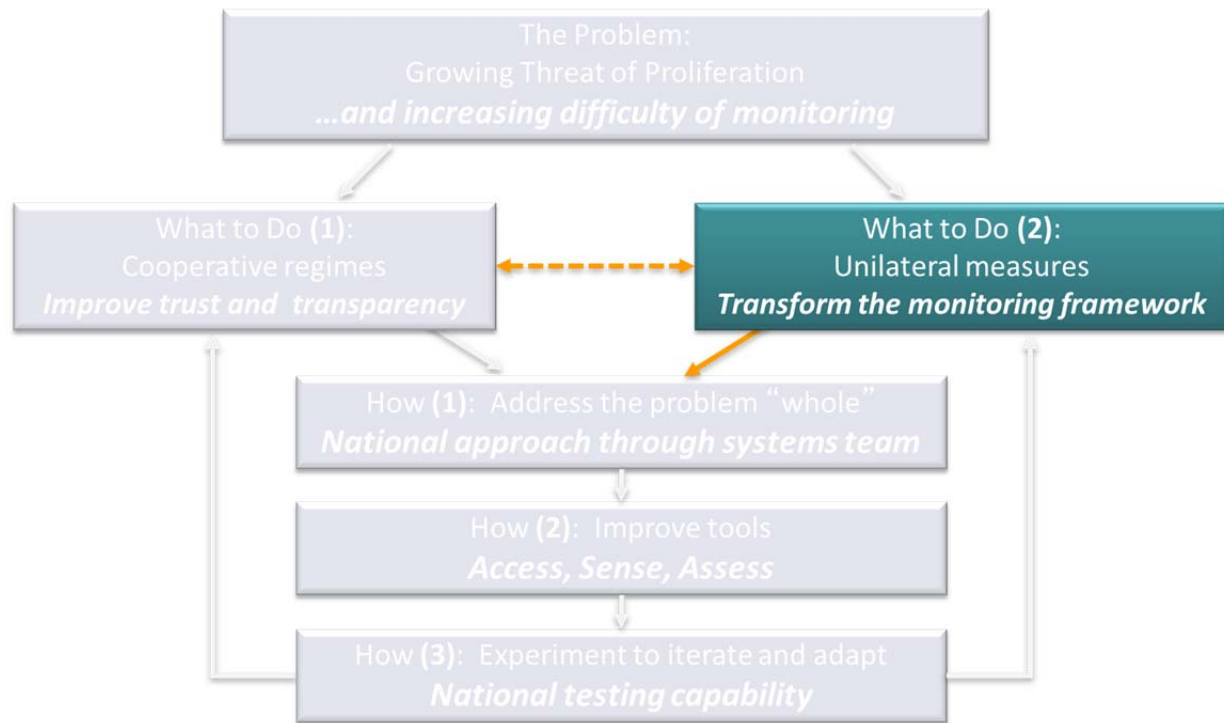 The Problem:
Growing Threat of Proliferation
…and increasing difficulty of monitoring
What to Do (1):
Cooperative regimes
Improve trust and  transparency
What to Do (2):
Unilateral measures
Transform the monitoring framework
How (1):  Address the problem “whole”
National approach through systems team
How (2):  Improve tools
Access, Sense, Assess
How (3):  Experiment to iterate and adapt
National testing capability